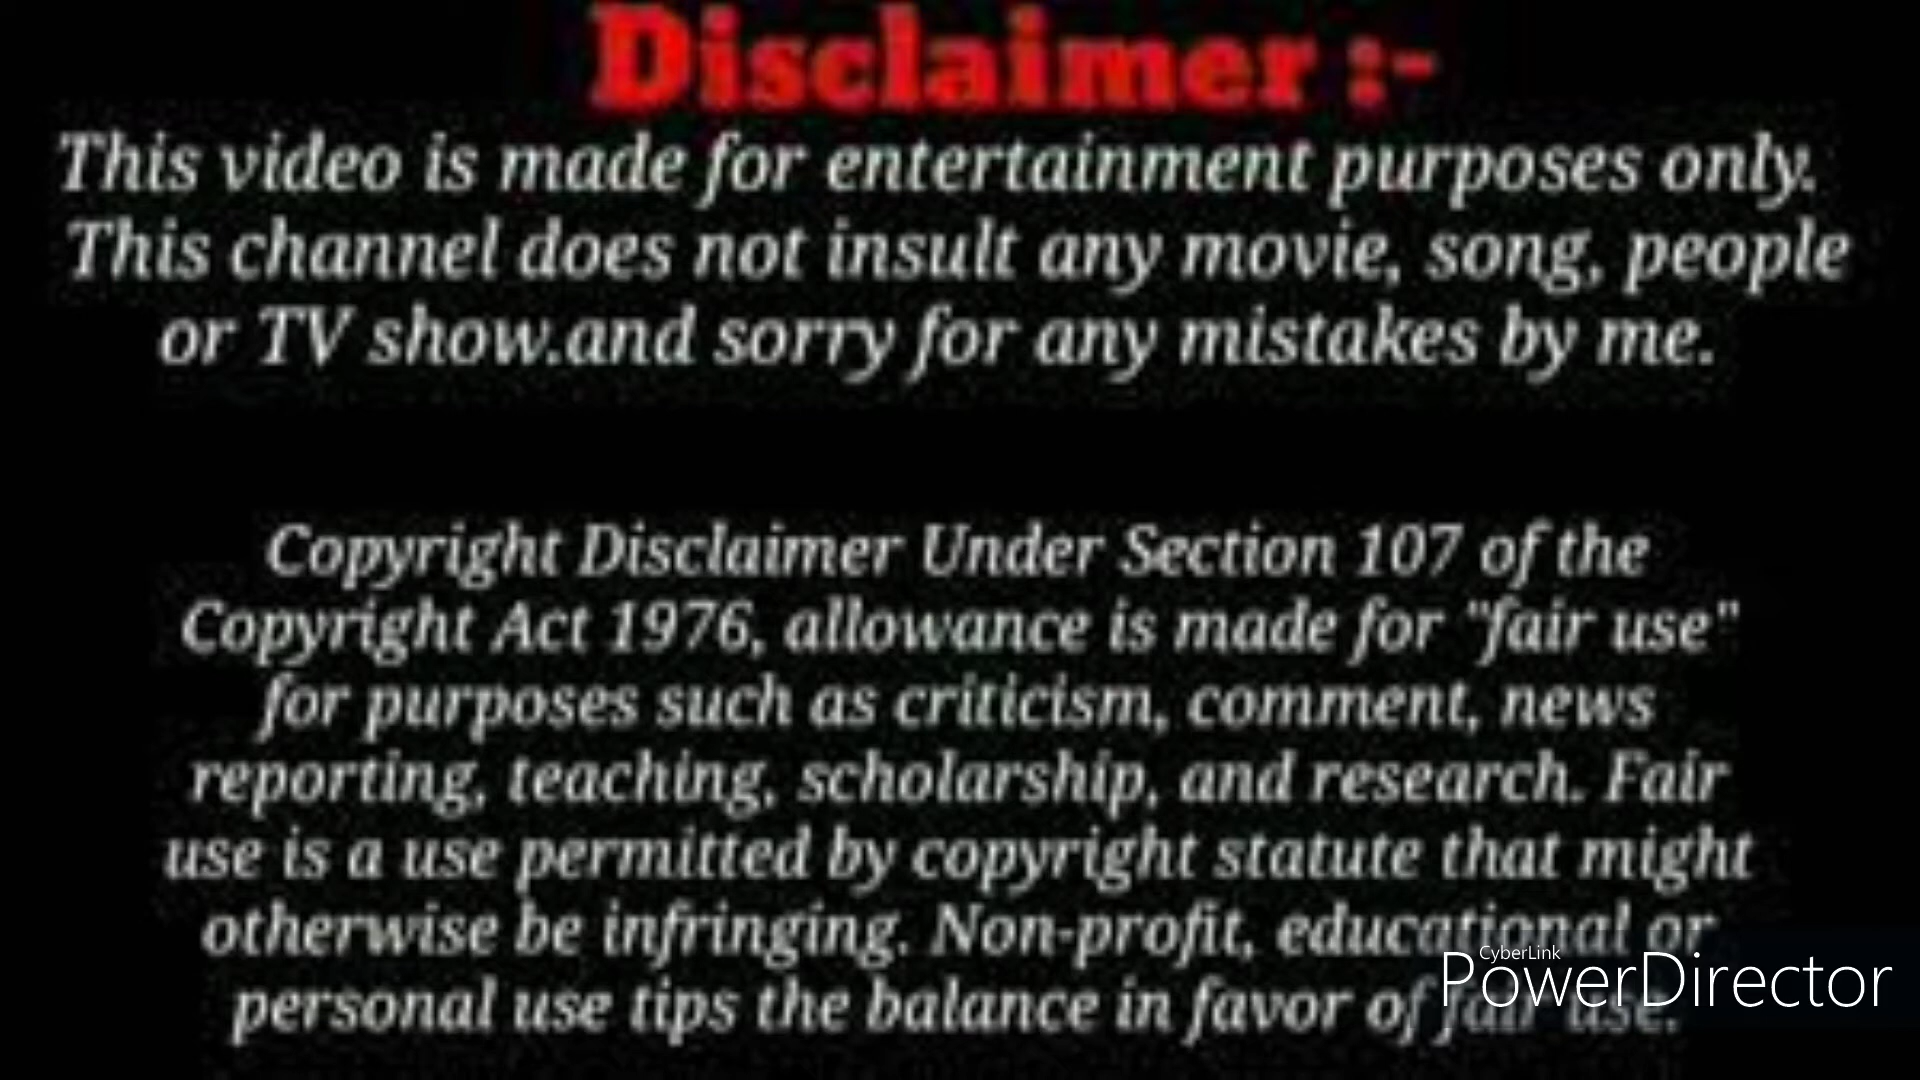 Disclaimer :-
This video is made for entertainment purposes only.
This channel does not insult any movie, song, people
or TV show.and sorry for any mistakes by me.
Copyright Disclaimer Under Section 107 of the
Copyright Act 1976, allowance is made for "fair use"
for purposes such as criticism, comment, news
reporting, teaching, scholarship, and research. Fair
use is a use permitted by copyright statute that might
otherwise be infringing. Non-profit, educational or
personal use tips the balance in favor of fair use.
CyberLink
PowerDirector